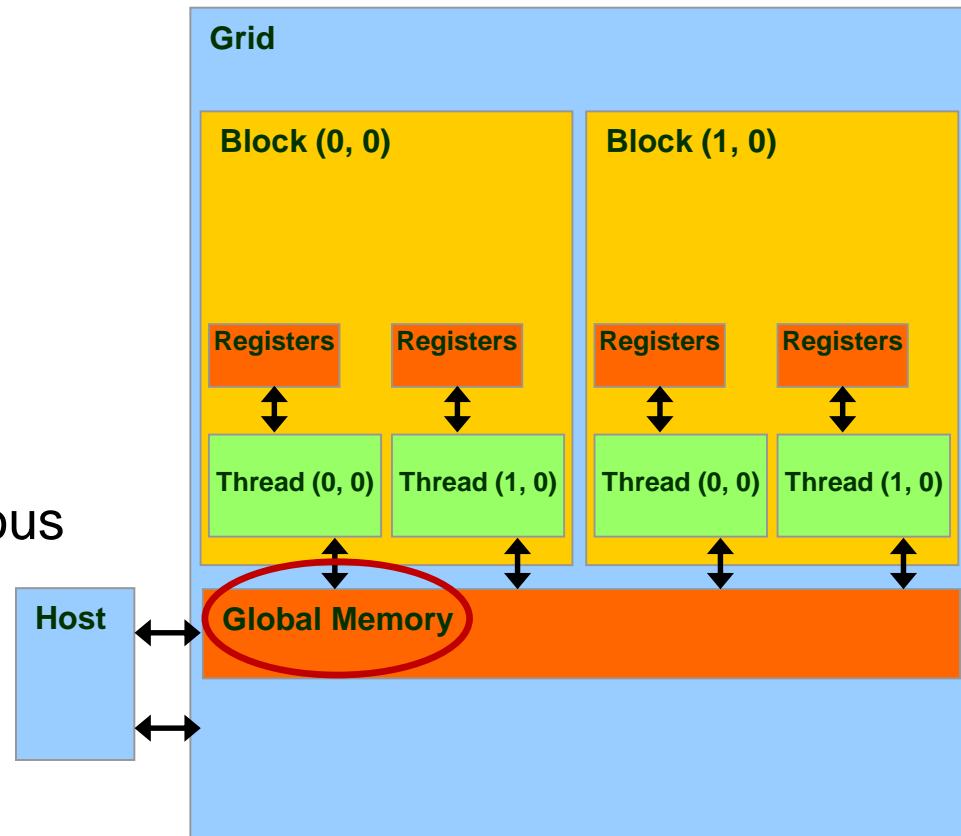 Grid
Block (0, 0) Block (1, 0)
Registers Registers Registers Registers
Thread (0, 0) Thread (1, 0) Thread (0, 0) Thread (1, 0)
Host
Global Memory